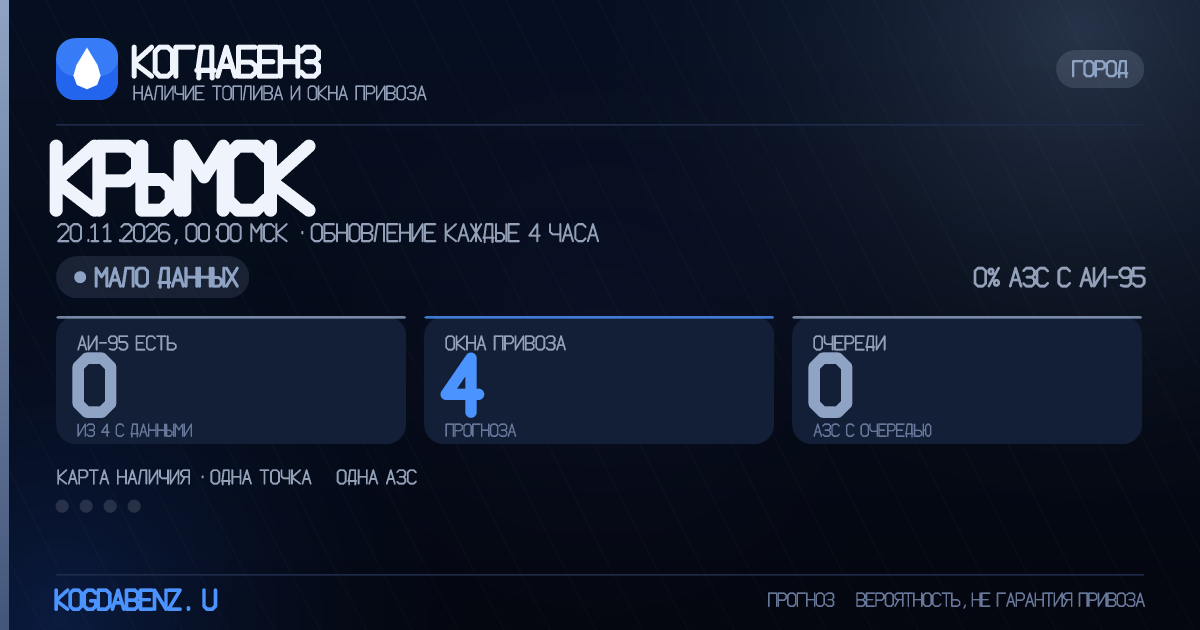 КОГДАБЕНЗ
НАЛИЧИЕ ТОПЛИВА И ОКНА ПРИВОЗА
ГОРОД
КРЫМСК
20.11.2026, 00:00 МСК · ОБНОВЛЕНИЕ КАЖДЫЕ 4 ЧАСА
МАЛО ДАННЫХ
0% АЗС С АИ-95
АИ-95 ЕСТЬ
0
ИЗ 4 С ДАННЫМИ
ОКНА ПРИВОЗА
4
ПРОГНОЗА
ОЧЕРЕДИ
0
АЗС С ОЧЕРЕДЬЮ
КАРТА НАЛИЧИЯ · ОДНА ТОЧКА ОДНА АЗС
KOGDABENZ. U
ПРОГНОЗ ВЕРОЯТНОСТЬ, НЕ ГАРАНТИЯ ПРИВОЗА